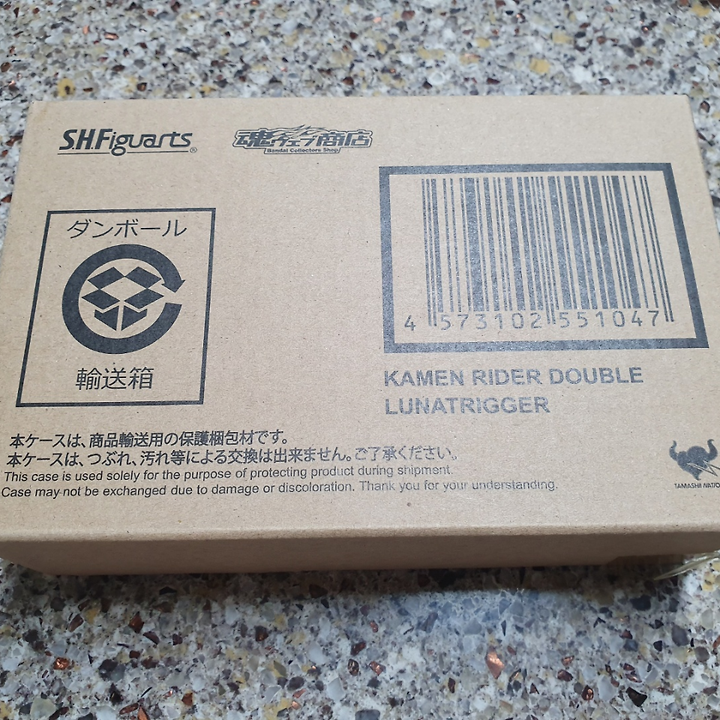 S.H.Figuarts®
魂ウェブ商店
Bandai Collectors Shop
ダンボール
輸送箱
4 573102 551047
KAMEN RIDER DOUBLE
LUNATRIGGER
本ケースは、商品輸送用の保護梱包材です。
本ケースは、つぶれ、汚れ等による交換は出来ません。ご了承ください。
This case is used solely for the purpose of protecting product during shipment.
Case may not be exchanged due to damage or discoloration. Thank you for your understanding.
TAMASHII